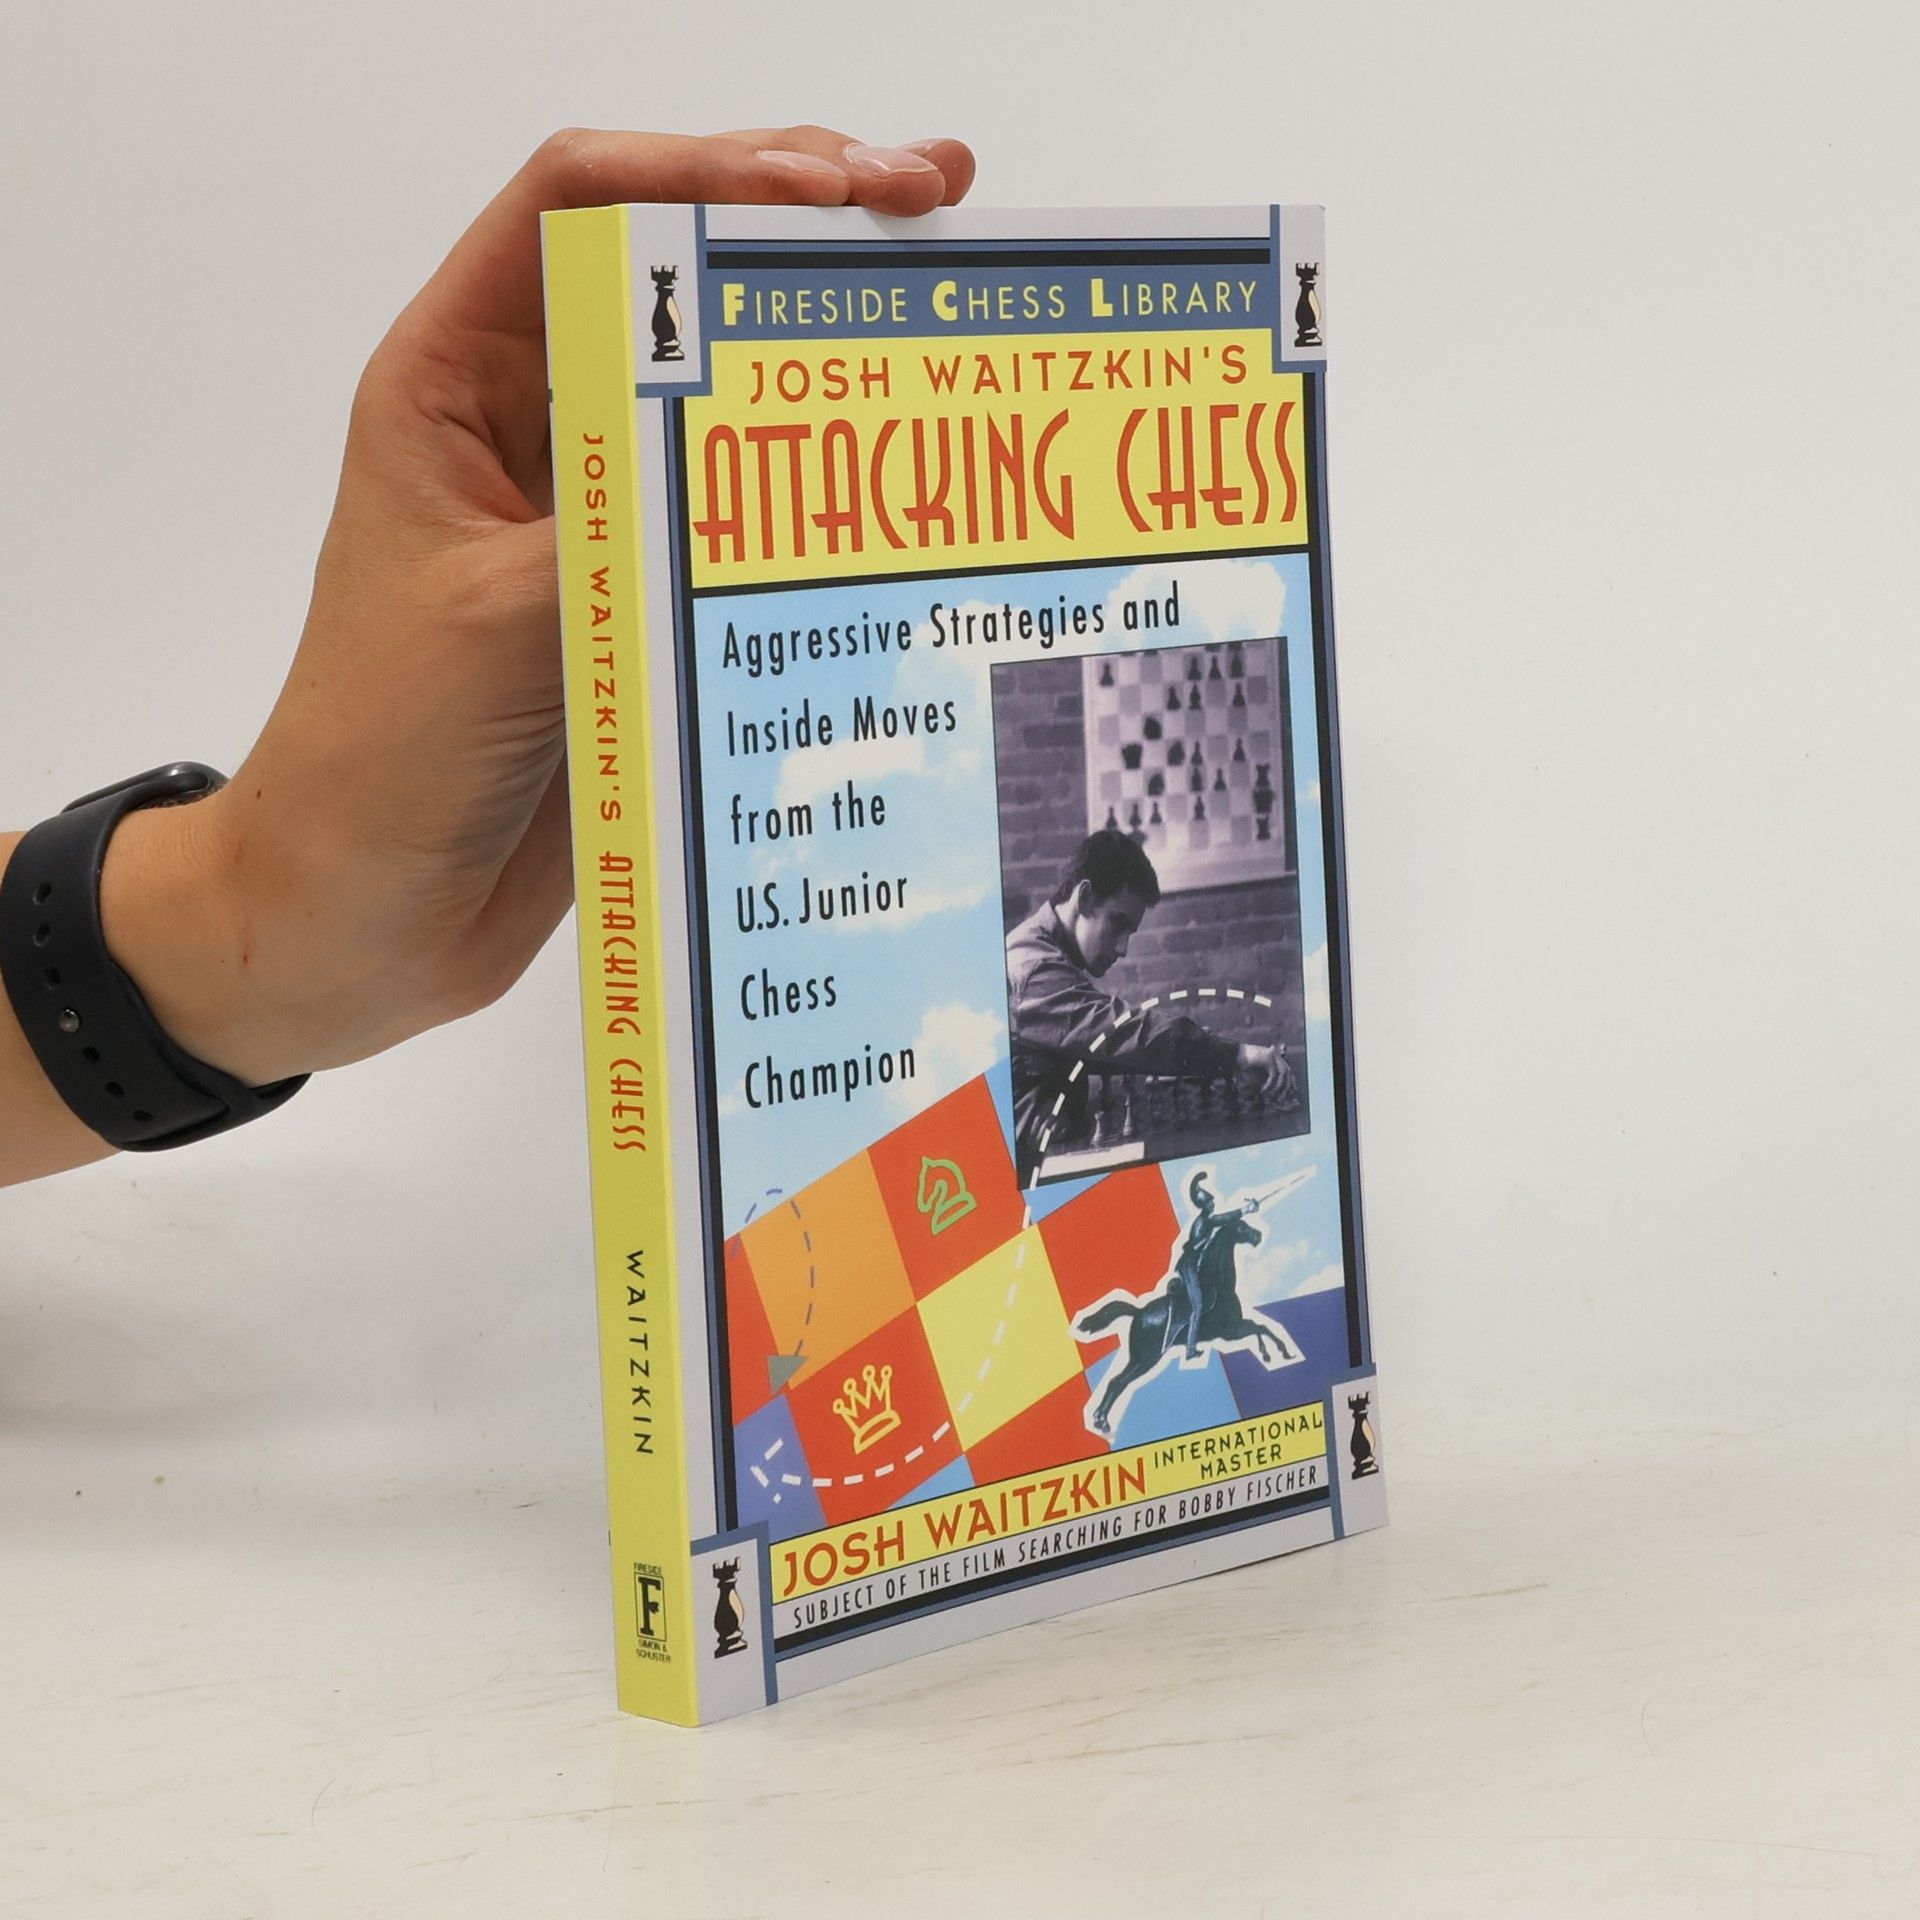 FIRESIDE CHESS LIBRARY
JOSH WAITZKIN'S
ATTACKING CHESS
Aggressive Strategies and
Inside Moves
from the
U.S. Junior
Chess
Champion
JOSH WAITZKIN INTERNATIONAL MASTER
SUBJECT OF THE FILM SEARCHING FOR BOBBY FISCHER
JOSH WAITZKIN'S ATTACKING CHESS WAITZKIN
FIRESIDE
F
SIMON &
SCHUSTER